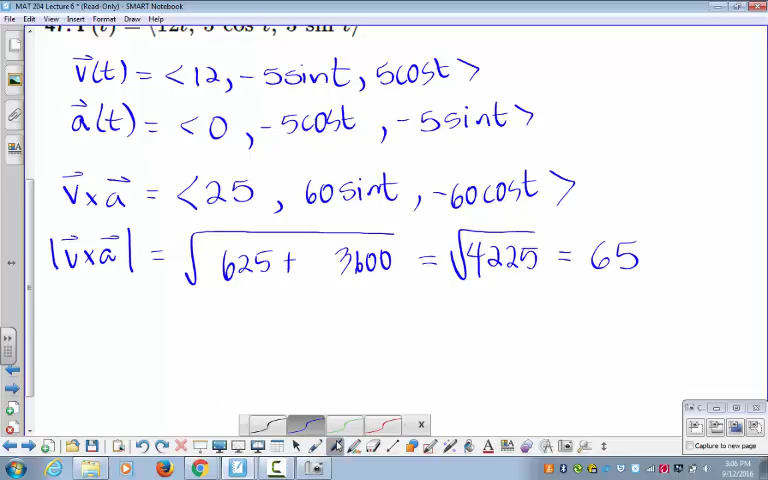 MAT 204 Lecture 6 * (Read-Only) - SMART Notebook
File Edit View Insert Format Tools Draw Help
v⃗(t) = <12, -5sint, 5cost>
a⃗(t) = <0, -5cost, -5sint>
v⃗×a⃗ = <25, 60sint, -60cost>
|v⃗×a⃗| = √625 + 3600 = √4225 = 65
x
C..
Capture to new page
3:06 PM
9/12/2016